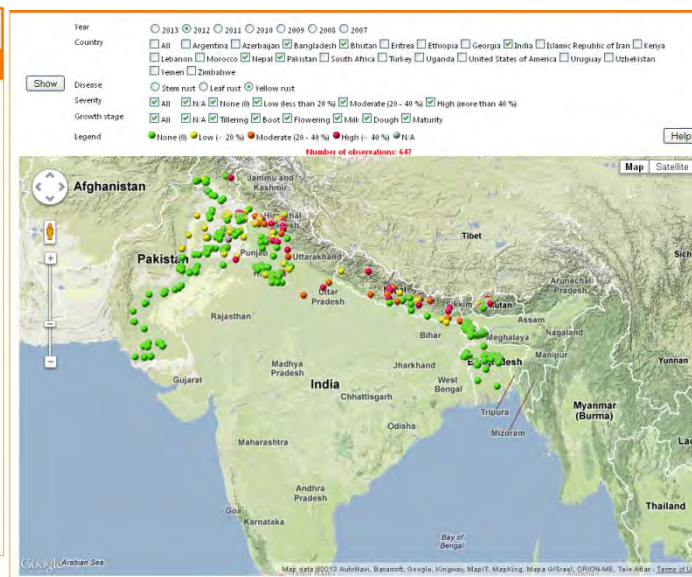 Year 2013 2012 2011 2010 2009 2008 2007
Country All Argentina Azerbaijan Bangladesh Bhutan Eritrea Ethiopia Georgia India Islamic Republic of Iran Kenya
Lebanon Morocco Nepal Pakistan South Africa Turkey Uganda United States of America Uruguay Uzbekistan
Yemen Zimbabwe
Show Disease Stem rust Leaf rust Yellow rust
Severity All N/A None (0) Low (less than 20 %) Moderate (20 - 40 %) High (more than 40 %)
Growth stage All N/A Tillering Boot Flowering Milk Dough Maturity
Legend None (0) Low (< 20 %) Moderate (20 - 40 %) High (> 40 %) N/A Help
Number of observations: 647
Map Satellite
Afghanistan
Jammu and
Kashmir
Tibet
Pakistan
Punjab
Uttarakhand
Uttar
Pradesh
Rajasthan
Arunachal
Pradesh
Assam
Nagaland
Bihar
Meghalaya
Manipur
Yunnan
Gujarat
Madhya
Pradesh
Jharkhand
West
Bengal
India
Chhattisgarh
Tripura
Mizoram
Myanmar
(Burma)
Odisha
Maharashtra
Andhra
Pradesh
Goa
Karnataka
Thailand
Bay of
Bengal
Google Arabian Sea
Map data ©2013 AutoNavi, Basarsoft, Google, Kingway, MapIT, MapKing, Mapa GISrael, ORION-ME, Tele Atlas - Terms of U